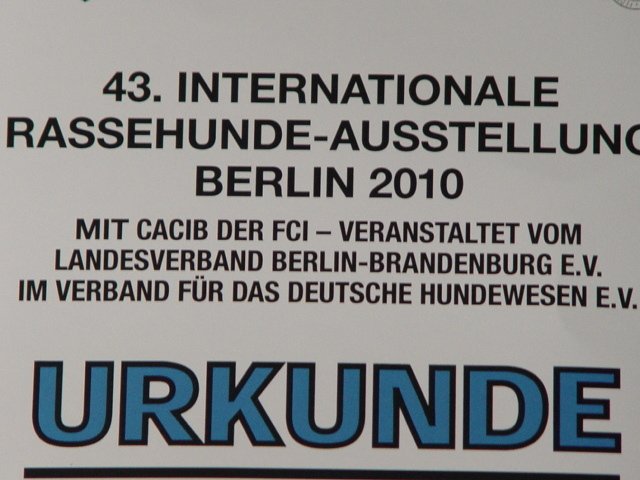 43. INTERNATIONALE
RASSEHUNDE-AUSSTELLUNG
BERLIN 2010
MIT CACIB DER FCI – VERANSTALTET VOM
LANDESVERBAND BERLIN-BRANDENBURG E.V.
IM VERBAND FÜR DAS DEUTSCHE HUNDEWESEN E.V.
URKUNDE